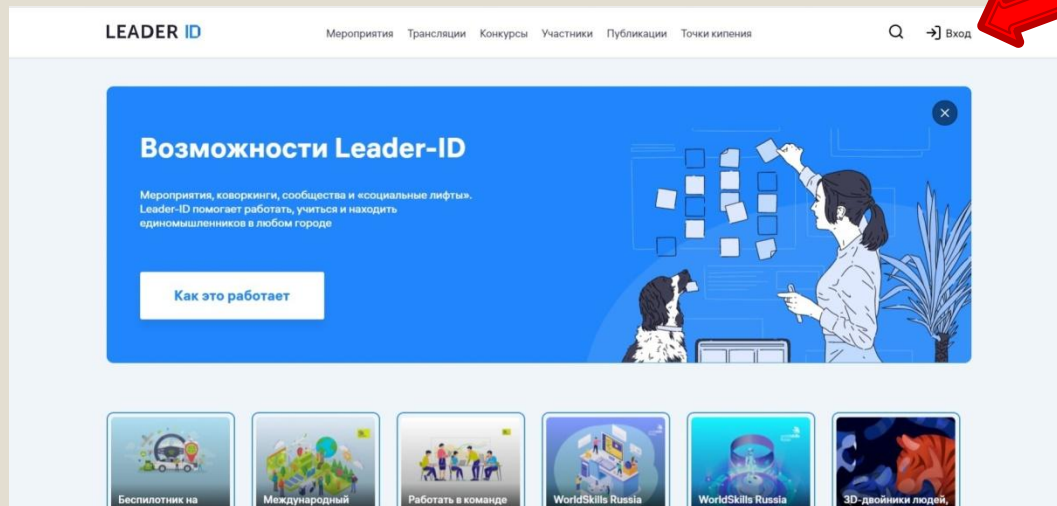 LEADER ID
Мероприятия Трансляции Конкурсы Участники Публикации Точки кипения
Вход
Возможности Leader-ID
Мероприятия, коворкинги, сообщества и «социальные лифты».
Leader-ID помогает работать, учиться и находить
единомышленников в любом городе
Как это работает
Беспилотник на
Международный
Работать в команде
WorldSkills Russia
WorldSkills Russia
3D-двойники людей,